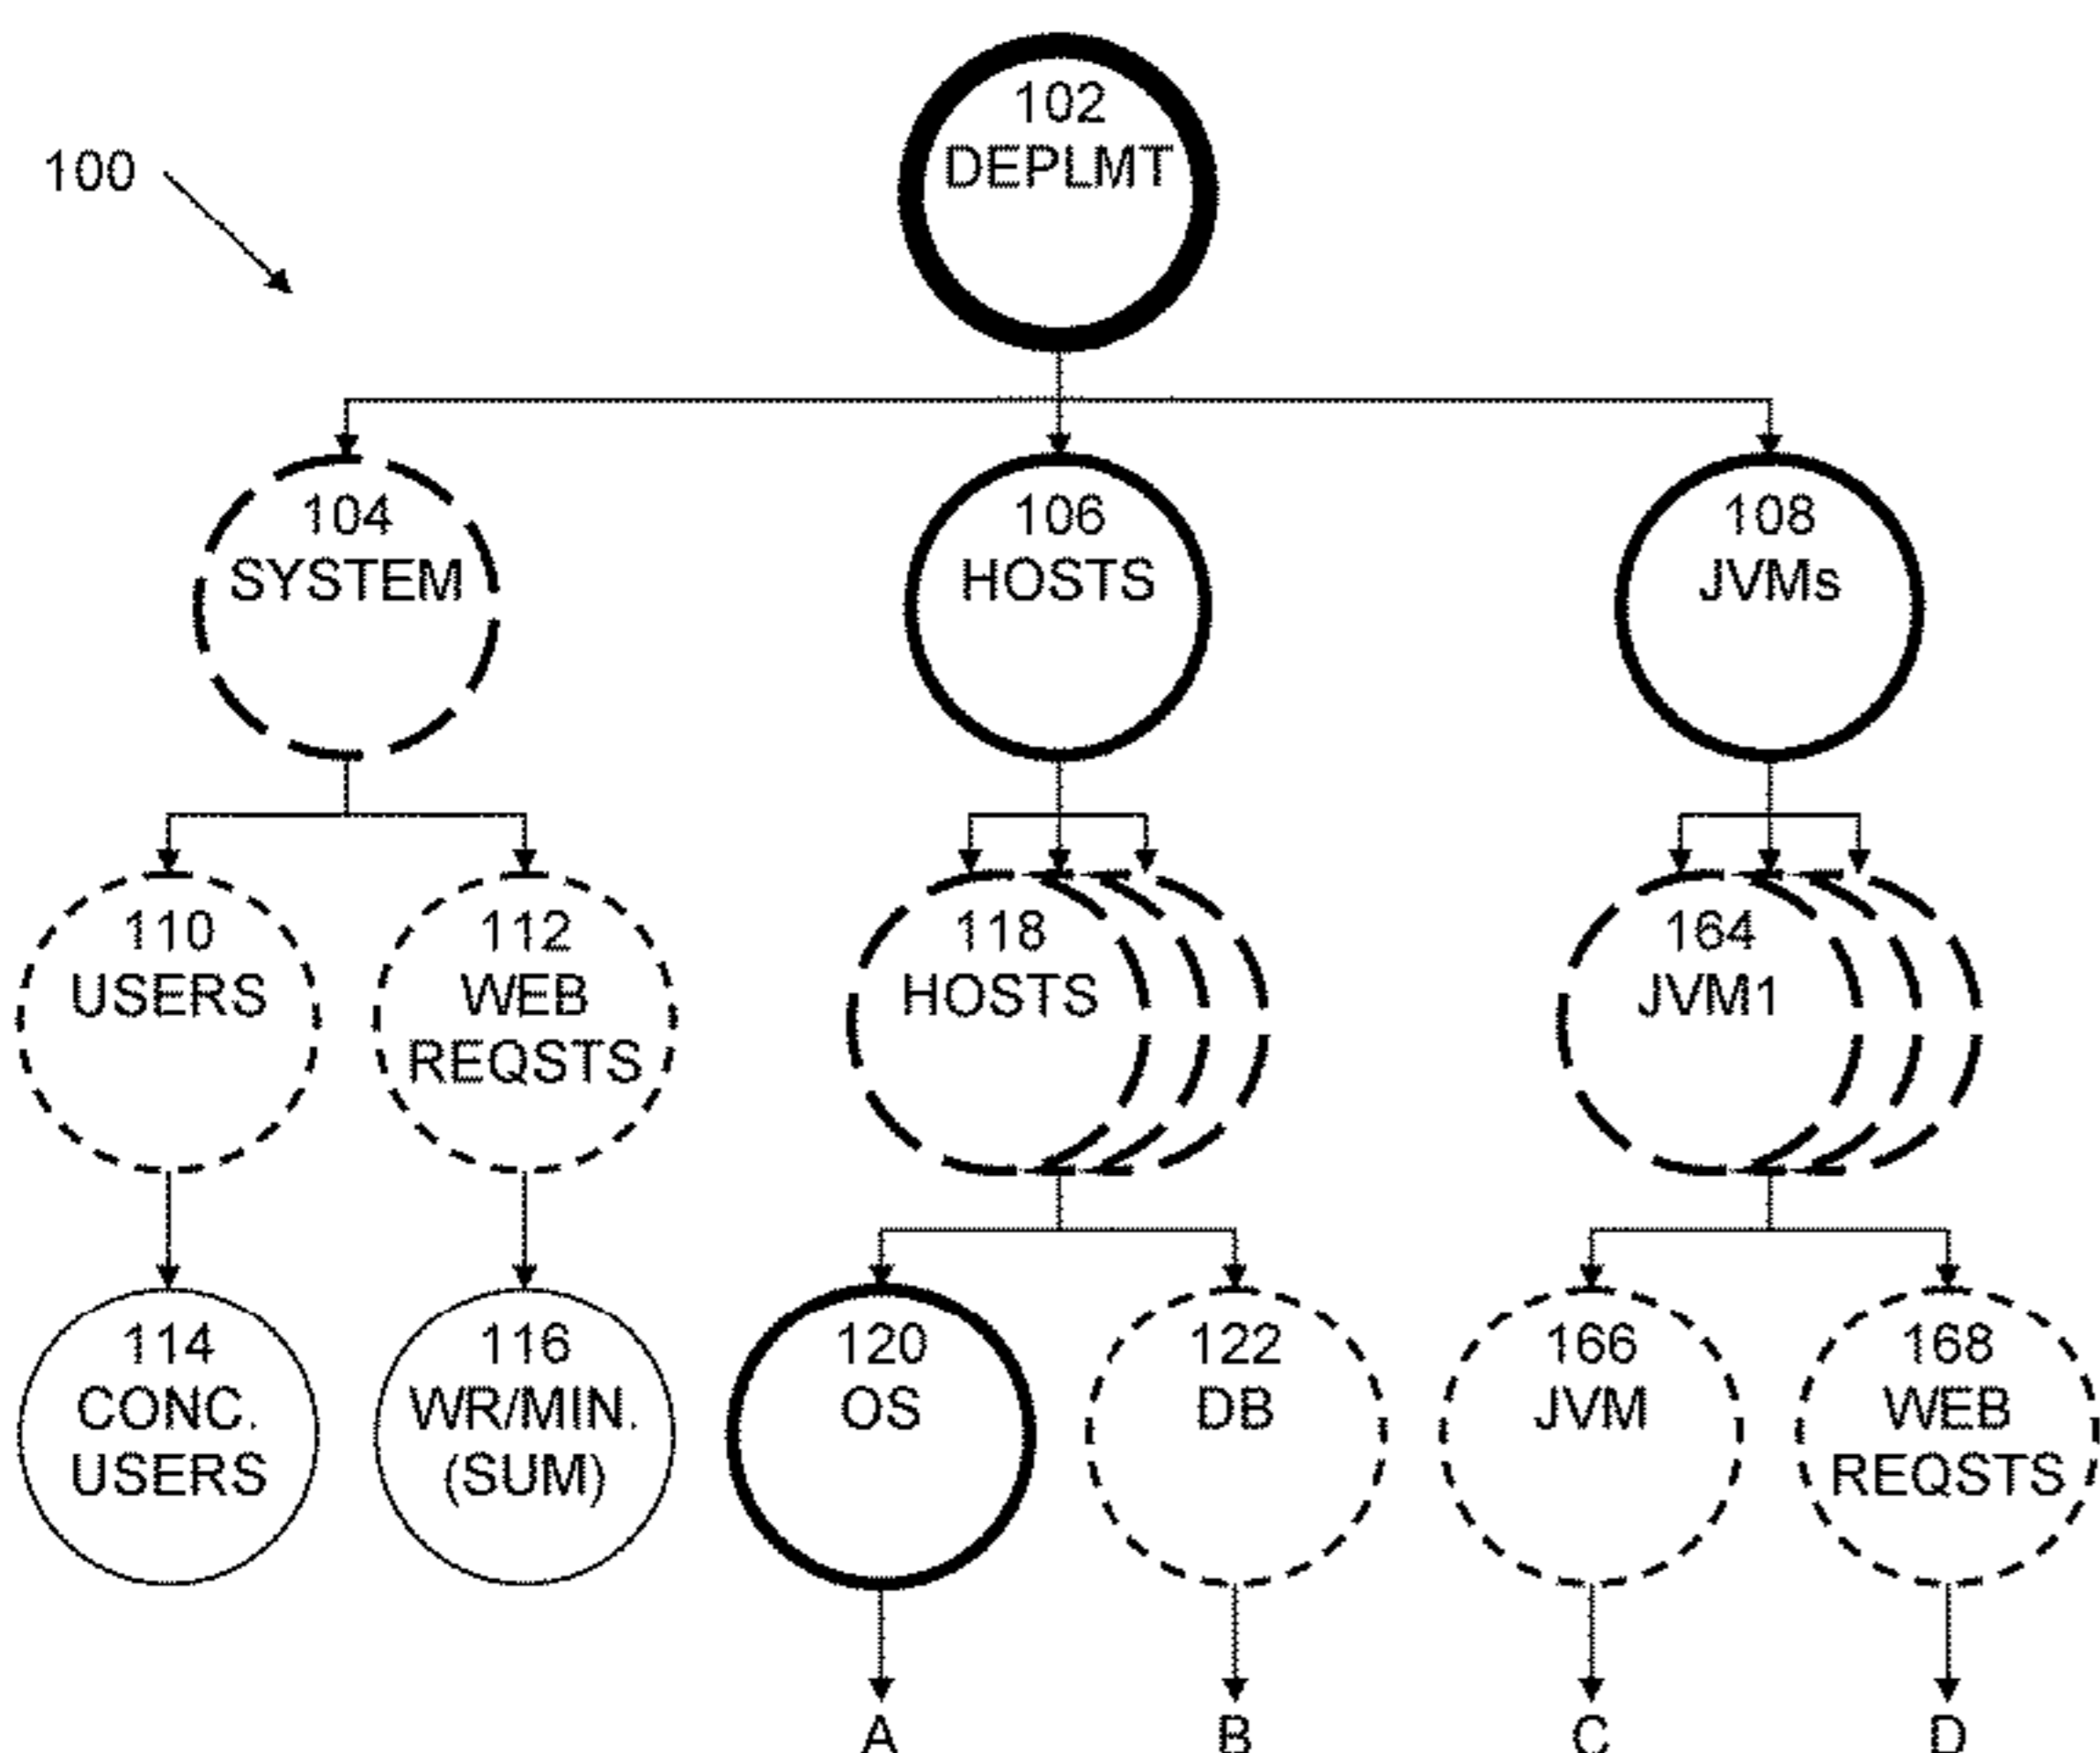 102
DEPLMT
100
104
SYSTEM
106
HOSTS
108
JVMs
110
USERS
112
WEB
REQSTS
118
HOSTS
164
JVM1
114
CONC.
USERS
116
WR/MIN.
(SUM)
120
OS
122
DB
166
JVM
168
WEB
REQSTS
A
B
C
D